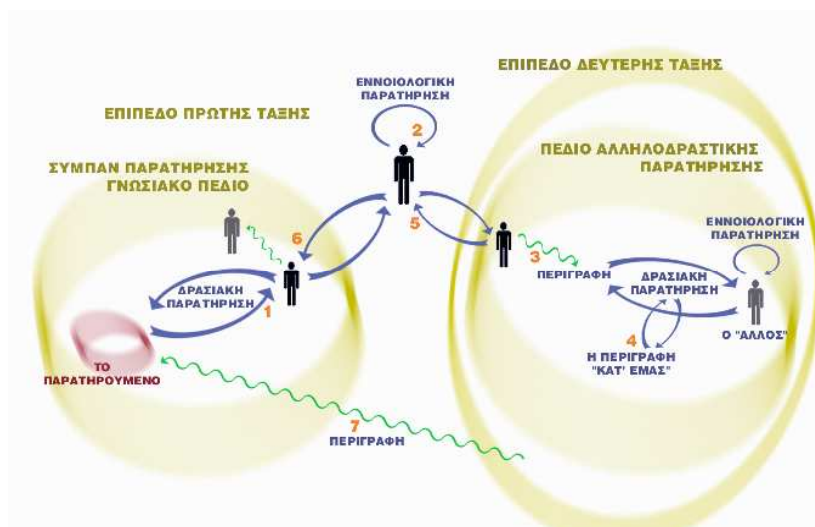 ΕΠΙΠΕΔΟ ΔΕΥΤΕΡΗΣ ΤΑΞΗΣ
ΕΝΝΟΙΟΛΟΓΙΚΗ
ΠΑΡΑΤΗΡΗΣΗ
2
ΕΠΙΠΕΔΟ ΠΡΩΤΗΣ ΤΑΞΗΣ
ΠΕΔΙΟ ΑΛΛΗΛΟΔΡΑΣΤΙΚΗΣ
ΠΑΡΑΤΗΡΗΣΗΣ
ΣΥΜΠΑΝ ΠΑΡΑΤΗΡΗΣΗΣ
ΓΝΩΣΙΑΚΟ ΠΕΔΙΟ
6
5
ΕΝΝΟΙΟΛΟΓΙΚΗ
ΠΑΡΑΤΗΡΗΣΗ
3
ΠΕΡΙΓΡΑΦΗ
ΔΡΑΣΙΑΚΗ
ΠΑΡΑΤΗΡΗΣΗ
ΔΡΑΣΙΑΚΗ
ΠΑΡΑΤΗΡΗΣΗ
1
Ο "ΑΛΛΟΣ"
4
Η ΠΕΡΙΓΡΑΦΗ
"ΚΑΤ' ΕΜΑΣ"
ΤΟ
ΠΑΡΑΤΗΡΟΥΜΕΝΟ
7
ΠΕΡΙΓΡΑΦΗ